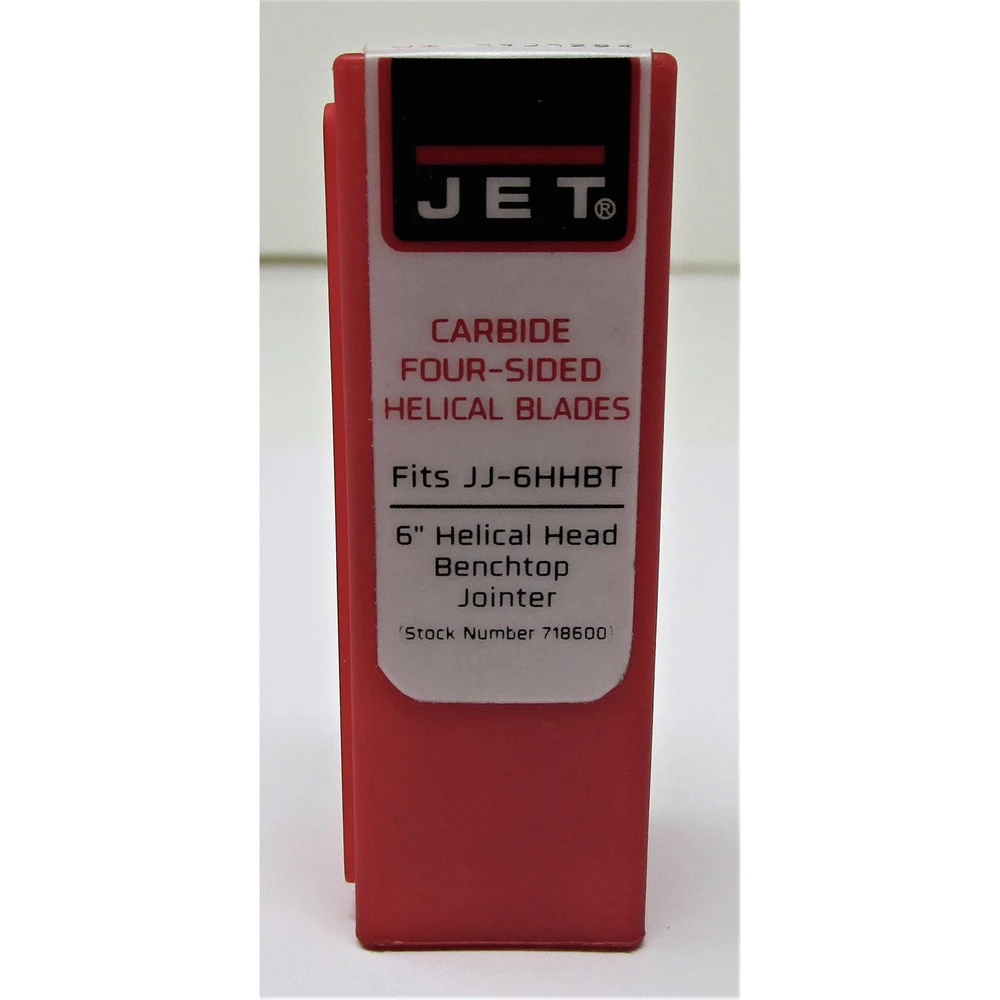 JET®
CARBIDE
FOUR-SIDED
HELICAL BLADES
Fits JJ-6HHBT
6" Helical Head
Benchtop
Jointer
(Stock Number 718600)